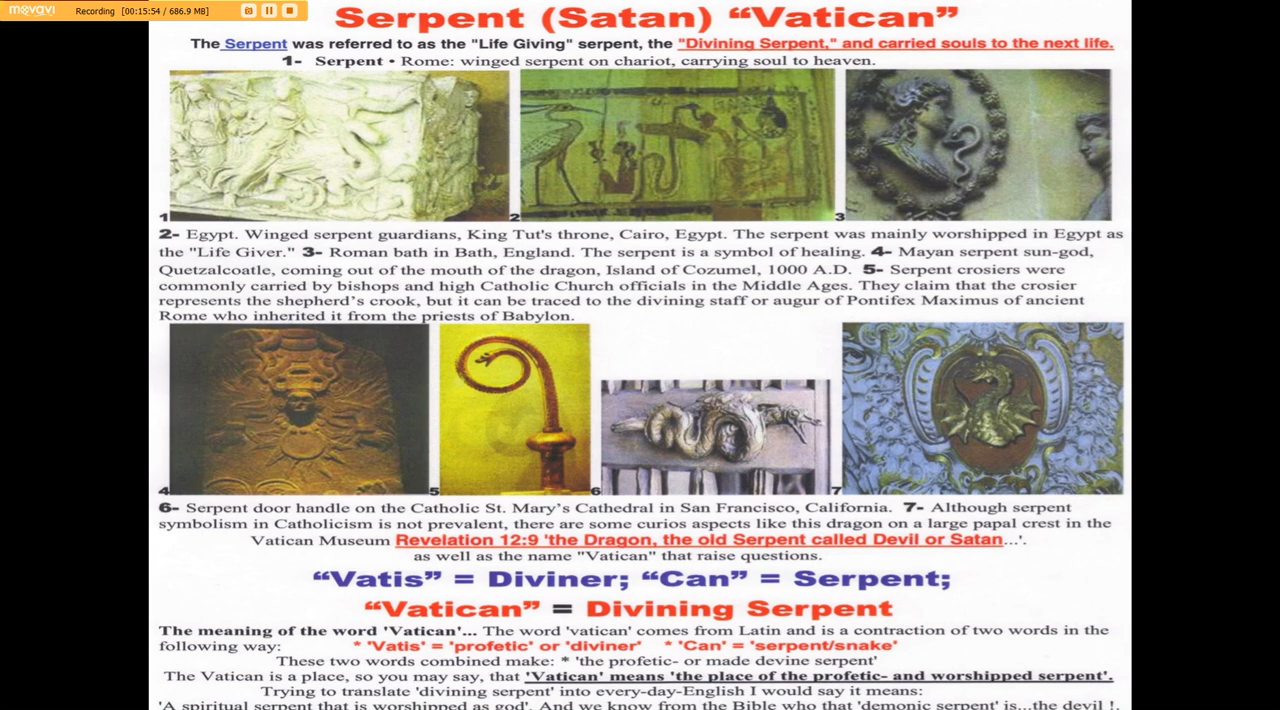 movavi Recording [00:15:54 / 686.9 MB]
Serpent (Satan) “Vatican”
The Serpent was referred to as the "Life Giving" serpent, the "Divining Serpent," and carried souls to the next life.
1- Serpent • Rome: winged serpent on chariot, carrying soul to heaven.
1 2 3
2- Egypt. Winged serpent guardians, King Tut's throne, Cairo, Egypt. The serpent was mainly worshipped in Egypt as
the "Life Giver." 3- Roman bath in Bath, England. The serpent is a symbol of healing. 4- Mayan serpent sun-god,
Quetzalcoatle, coming out of the mouth of the dragon, Island of Cozumel, 1000 A.D. 5- Serpent crosiers were
commonly carried by bishops and high Catholic Church officials in the Middle Ages. They claim that the crosier
represents the shepherd’s crook, but it can be traced to the divining staff or augur of Pontifex Maximus of ancient
Rome who inherited it from the priests of Babylon.
4 5 6 7
6- Serpent door handle on the Catholic St. Mary’s Cathedral in San Francisco, California. 7- Although serpent
symbolism in Catholicism is not prevalent, there are some curios aspects like this dragon on a large papal crest in the
Vatican Museum Revelation 12:9 'the Dragon, the old Serpent called Devil or Satan...'.
as well as the name "Vatican" that raise questions.
“Vatis” = Diviner; “Can” = Serpent;
“Vatican” = Divining Serpent
The meaning of the word 'Vatican'... The word 'vatican' comes from Latin and is a contraction of two words in the
following way: * 'Vatis' = 'profetic' or 'diviner' * 'Can' = 'serpent/snake'
These two words combined make: * 'the profetic- or made devine serpent'
The Vatican is a place, so you may say, that 'Vatican' means 'the place of the profetic- and worshipped serpent'.
Trying to translate 'divining serpent' into every-day-English I would say it means:
'A spiritual serpent that is worshipped as god'. And we know from the Bible who that 'demonic serpent' is...the devil !.